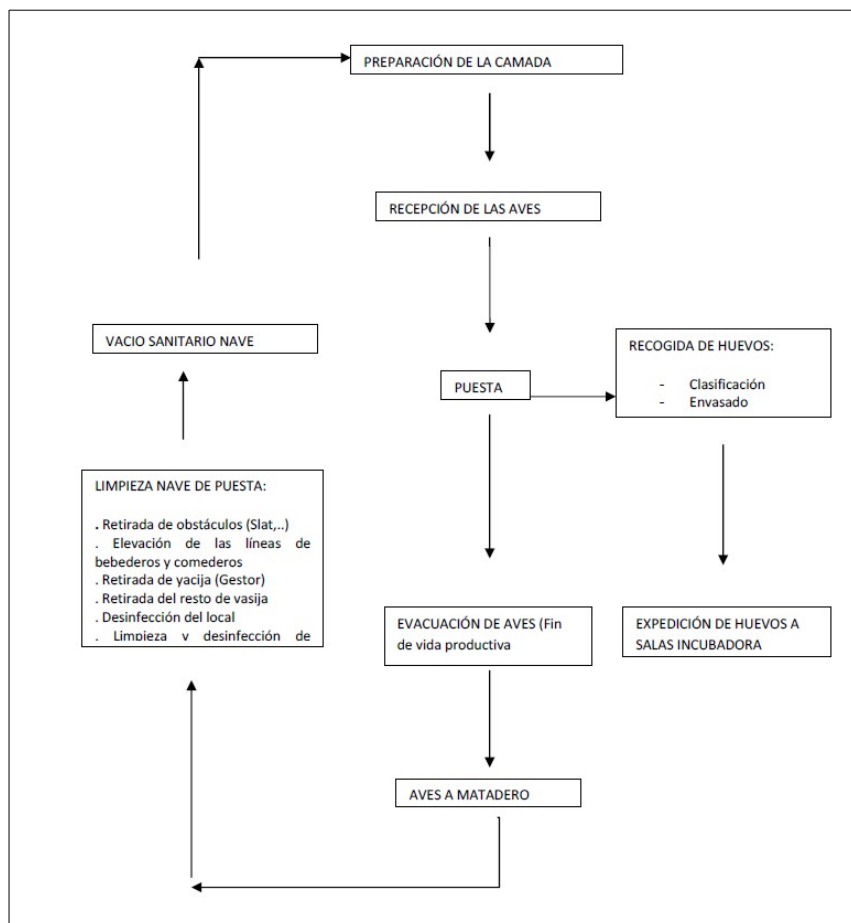 PREPARACIÓN DE LA CAMADA
RECEPCIÓN DE LAS AVES
VACIO SANITARIO NAVE
RECOGIDA DE HUEVOS:
- Clasificación
- Envasado
PUESTA
LIMPIEZA NAVE DE PUESTA:
. Retirada de obstáculos (Slat,..)
. Elevación de las líneas de
bebederos y comederos
. Retirada de yacija (Gestor)
. Retirada del resto de vasija
. Desinfección del local
. Limpieza y desinfección de
EVACUACIÓN DE AVES (Fin
de vida productiva
EXPEDICIÓN DE HUEVOS A
SALAS INCUBADORA
AVES A MATADERO